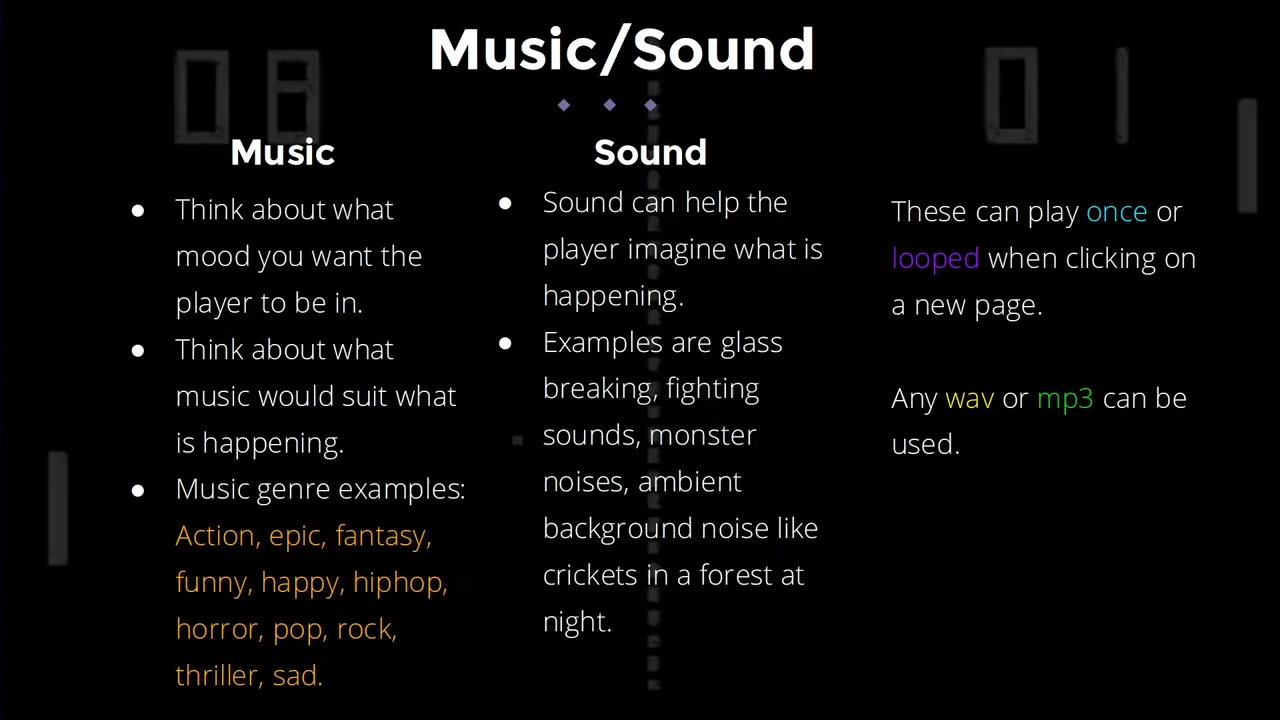 08
01
Music/Sound
Music
● Think about what
mood you want the
player to be in.
● Think about what
music would suit what
is happening.
● Music genre examples:
Action, epic, fantasy,
funny, happy, hiphop,
horror, pop, rock,
thriller, sad.
Sound
● Sound can help the
player imagine what is
happening.
● Examples are glass
breaking, fighting
sounds, monster
noises, ambient
background noise like
crickets in a forest at
night.
These can play once or
looped when clicking on
a new page.
Any wav or mp3 can be
used.